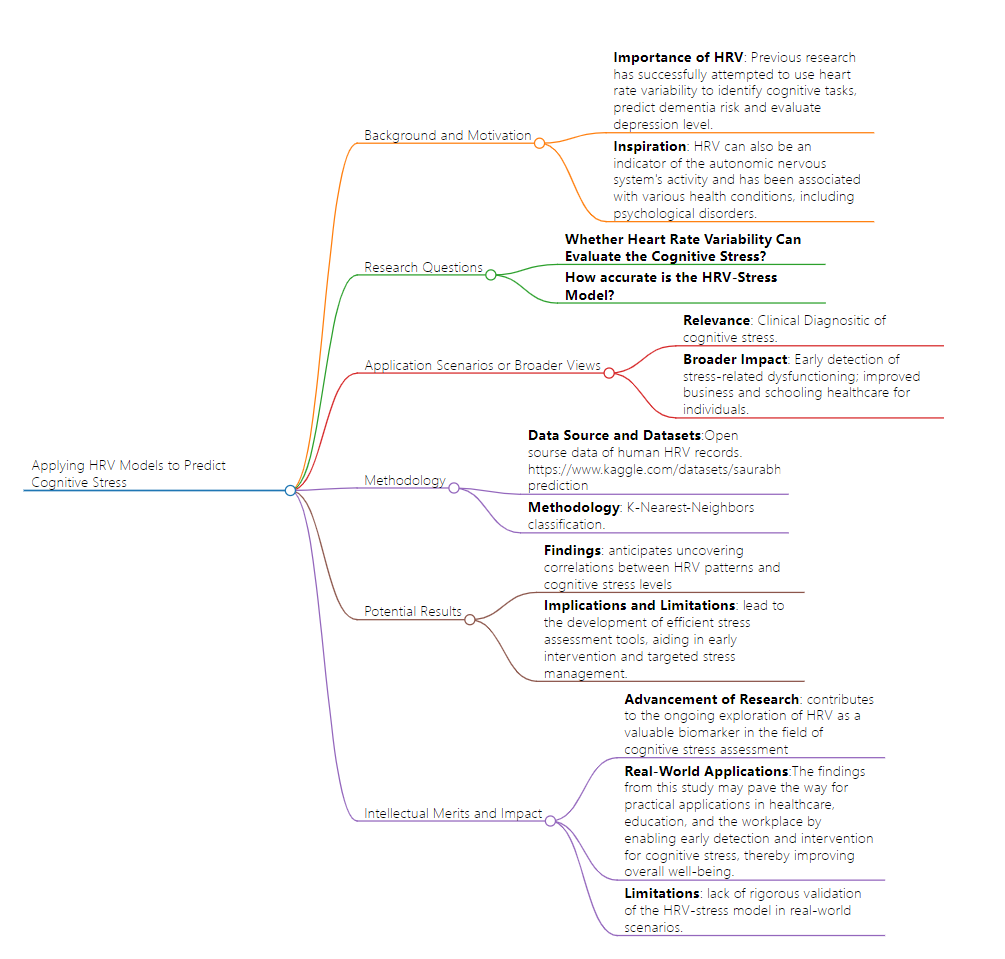 Importance of HRV: Previous research
has successfully attempted to use heart
rate variability to identify cognitive tasks,
predict dementia risk and evaluate
depression level.
Background and Motivation
Inspiration: HRV can also be an
indicator of the autonomic nervous
system's activity and has been associated
with various health conditions, including
psychological disorders.
Whether Heart Rate Variability Can
Evaluate the Cognitive Stress?
Research Questions
How accurate is the HRV-Stress
Model?
Relevance: Clinical Diagnositic of
cognitive stress.
Application Scenarios or Broader Views
Broader Impact: Early detection of
stress-related dysfunctioning; improved
business and schooling healthcare for
individuals.
Data Source and Datasets:Open
sourse data of human HRV records.
https://www.kaggle.com/datasets/saurabh
prediction
Applying HRV Models to Predict
Cognitive Stress
Methodology
Methodology: K-Nearest-Neighbors
classification.
Findings: anticipates uncovering
correlations between HRV patterns and
cognitive stress levels
Potential Results
Implications and Limitations: lead to
the development of efficient stress
assessment tools, aiding in early
intervention and targeted stress
management.
Advancement of Research: contributes
to the ongoing exploration of HRV as a
valuable biomarker in the field of
cognitive stress assessment
Intellectual Merits and Impact
Real-World Applications:The findings
from this study may pave the way for
practical applications in healthcare,
education, and the workplace by
enabling early detection and intervention
for cognitive stress, thereby improving
overall well-being.
Limitations: lack of rigorous validation
of the HRV-stress model in real-world
scenarios.